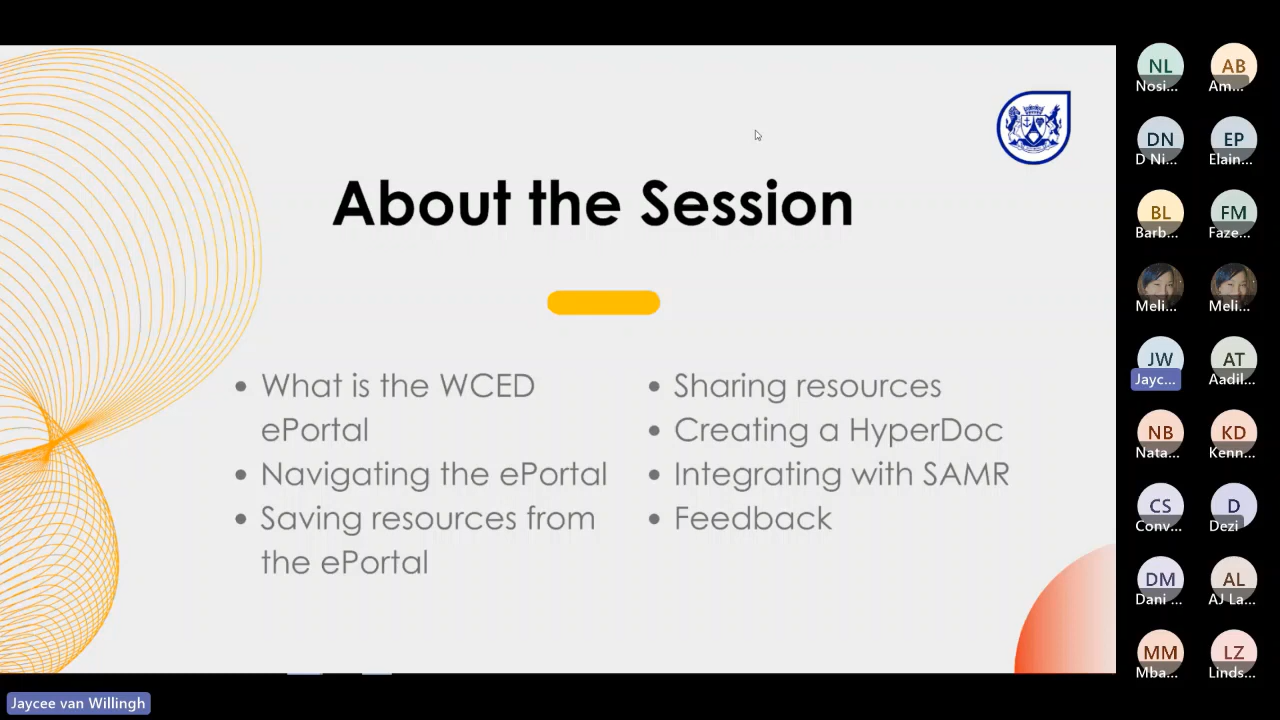 About the Session
• What is the WCED
ePortal
• Navigating the ePortal
• Saving resources from
the ePortal
• Sharing resources
• Creating a HyperDoc
• Integrating with SAMR
• Feedback
NL
Nosi...
AB
Am...
DN
D Ni...
EP
Elain...
BL
Barb...
FM
Faze...
Meli...
Meli...
JW
Jayc...
AT
Aadil...
NB
Nata...
KD
Kenn...
CS
Conv...
D
Dezi
DM
Dani ...
AL
AJ La...
MM
Mba...
LZ
Linds...
Jaycee van Willingh